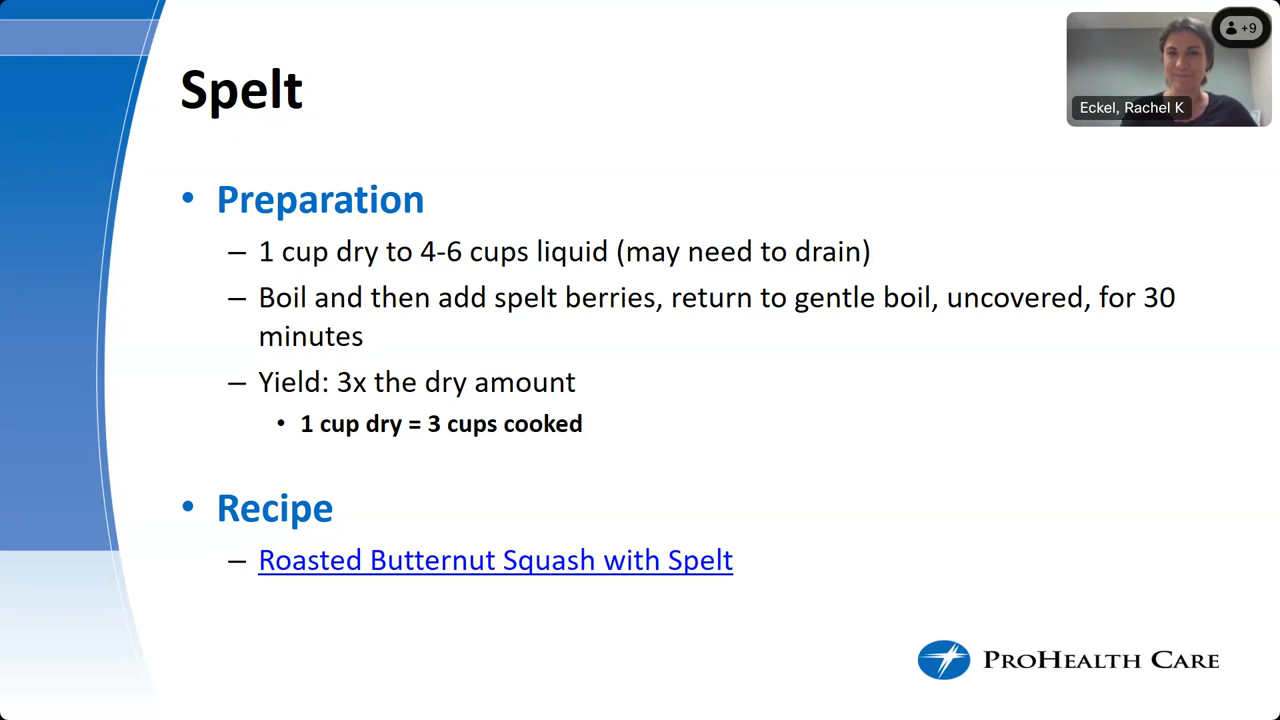 Spelt
+9
Eckel, Rachel K
• Preparation
– 1 cup dry to 4-6 cups liquid (may need to drain)
– Boil and then add spelt berries, return to gentle boil, uncovered, for 30
minutes
– Yield: 3x the dry amount
• 1 cup dry = 3 cups cooked
• Recipe
– Roasted Butternut Squash with Spelt
PROHEALTH CARE